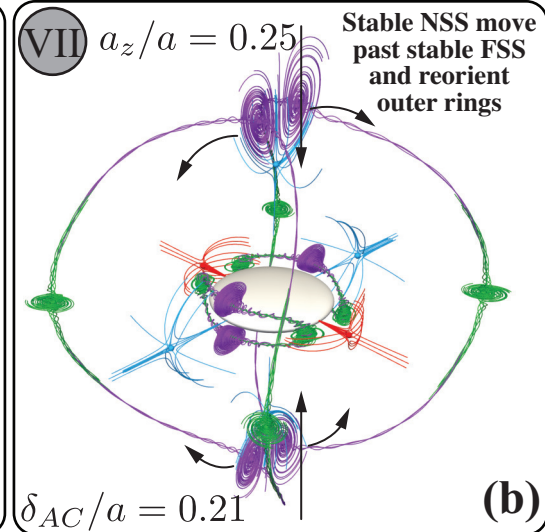 VII a_z/a = 0.25
Stable NSS move
past stable FSS
and reorient
outer rings
δ_AC/a = 0.21
(b)